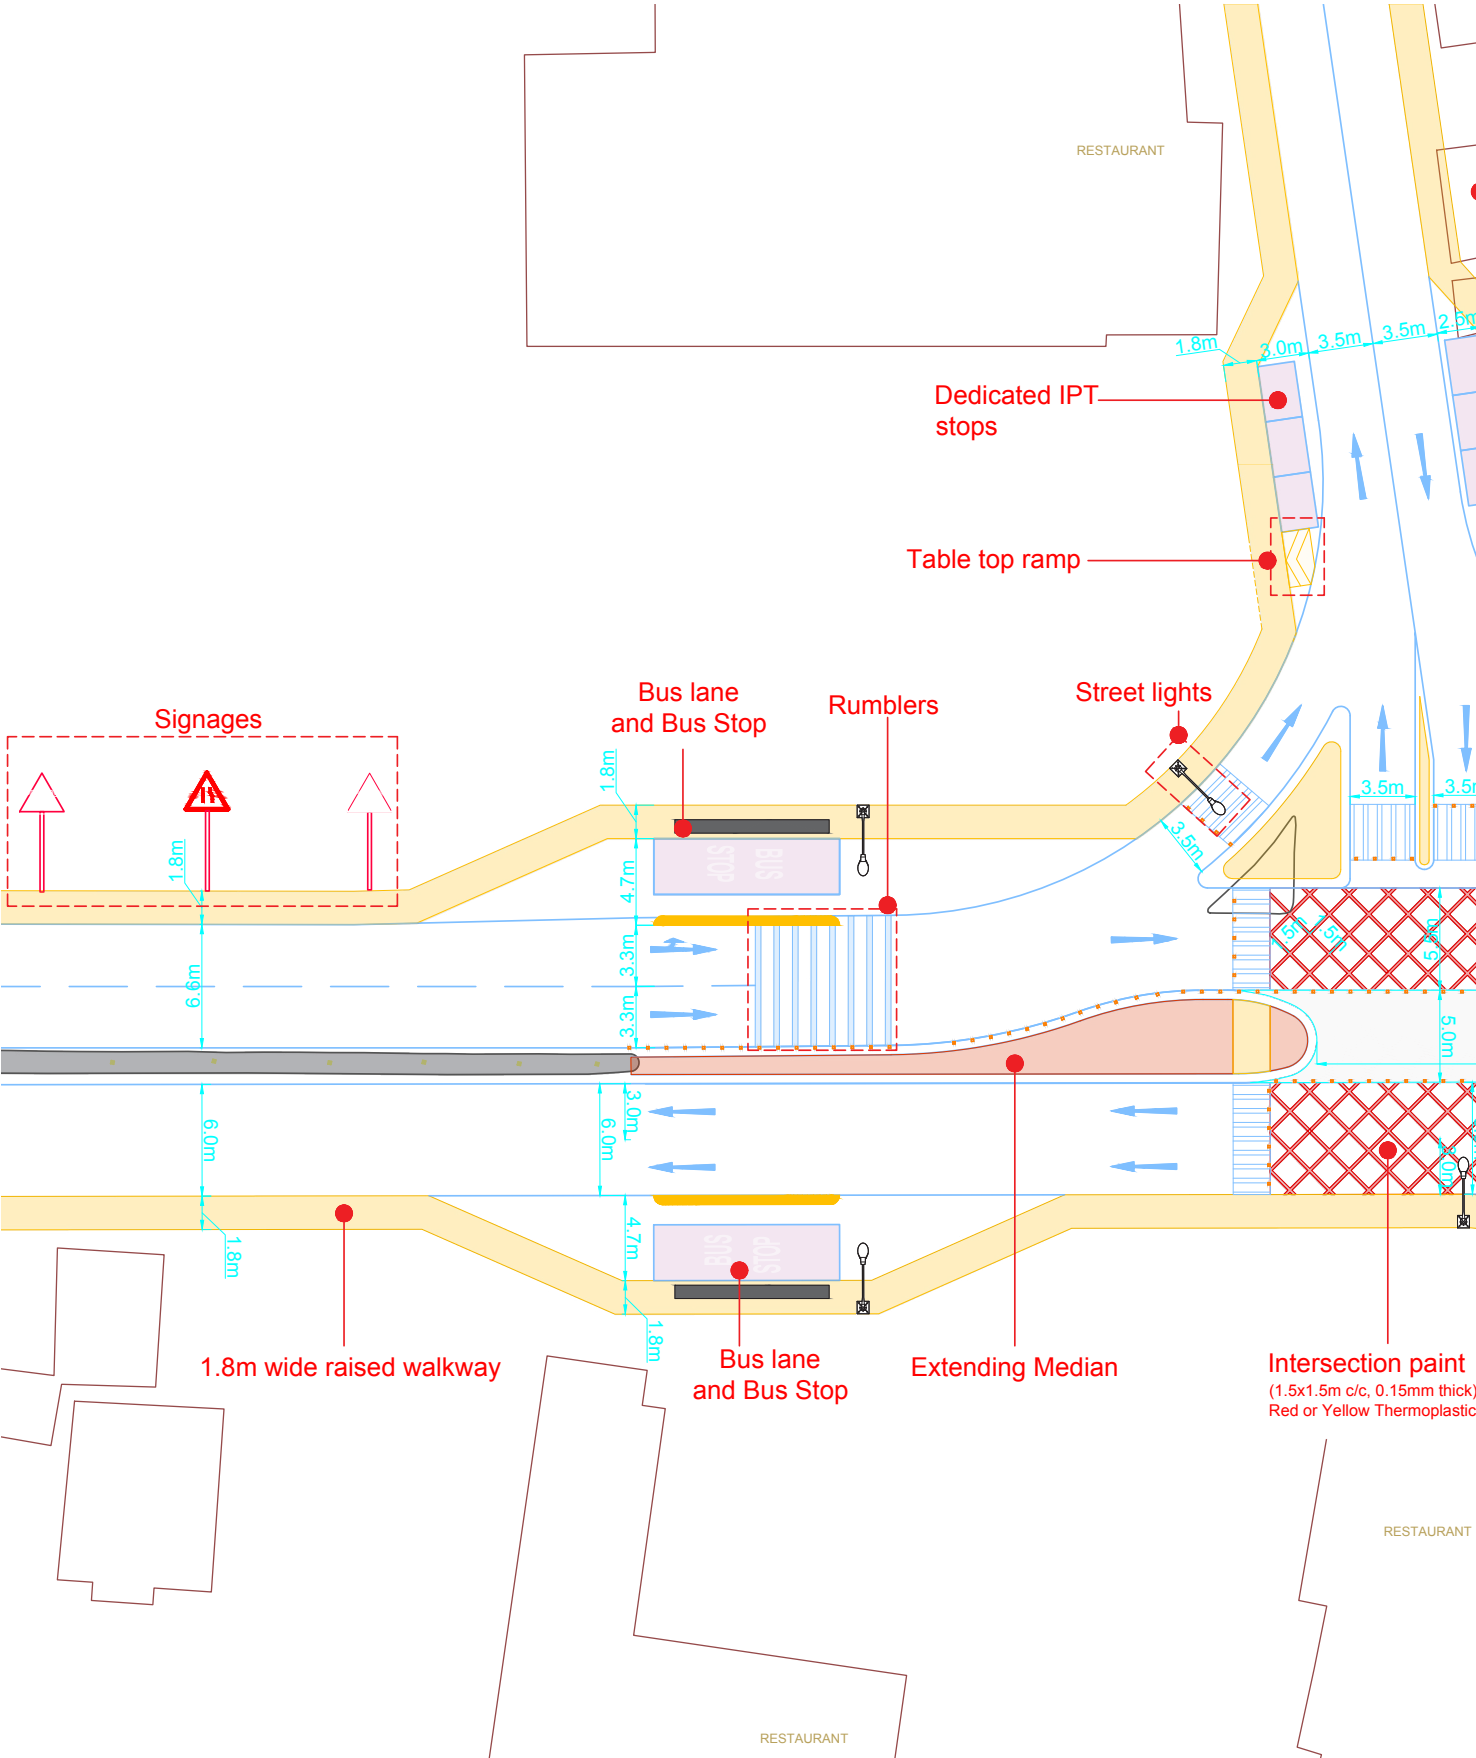 RESTAURANT
1.8m
3.0m
3.5m
3.5m
2.5m
Dedicated IPT
stops
Table top ramp
Signages
Bus lane
and Bus Stop
Rumblers
Street lights
1.8m
1.8m
3.5m
3.5m
3.5m
BUS
STOP
4.7m
1.5m
1.5m
6.6m
3.3m
3.3m
5.0m
6.0m
6.0m
3.0m
BUS
STOP
4.7m
1.8m
1.8m
1.8m wide raised walkway
Bus lane
and Bus Stop
Extending Median
Intersection paint
(1.5x1.5m c/c, 0.15mm thick)
Red or Yellow Thermoplastic
RESTAURANT
RESTAURANT